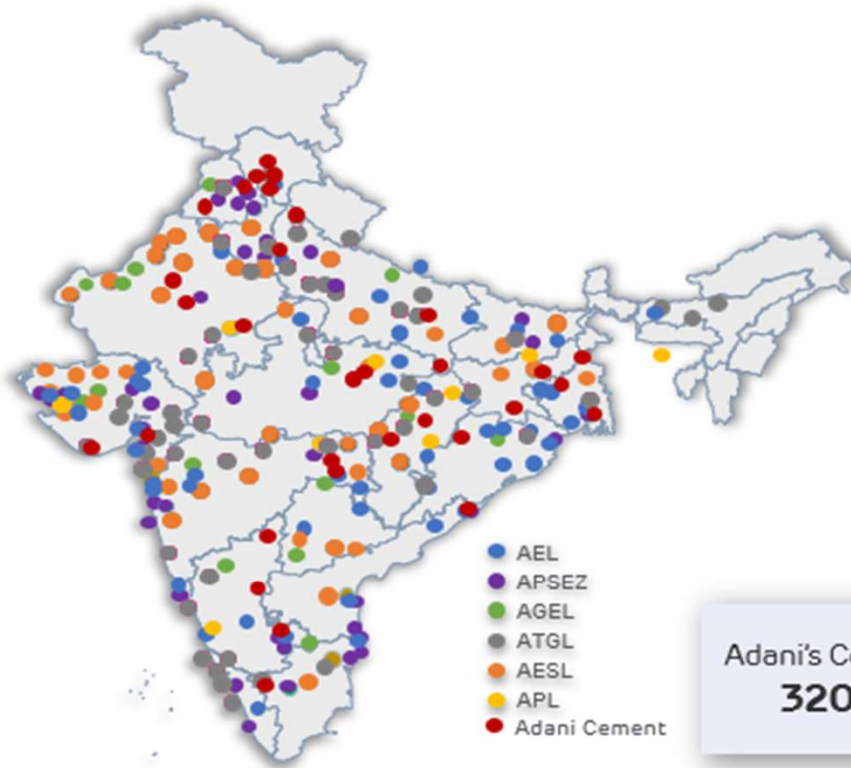 AEL
APSEZ
AGEL
ATGL
AESL
APL
Adani Cement
Adani's
320